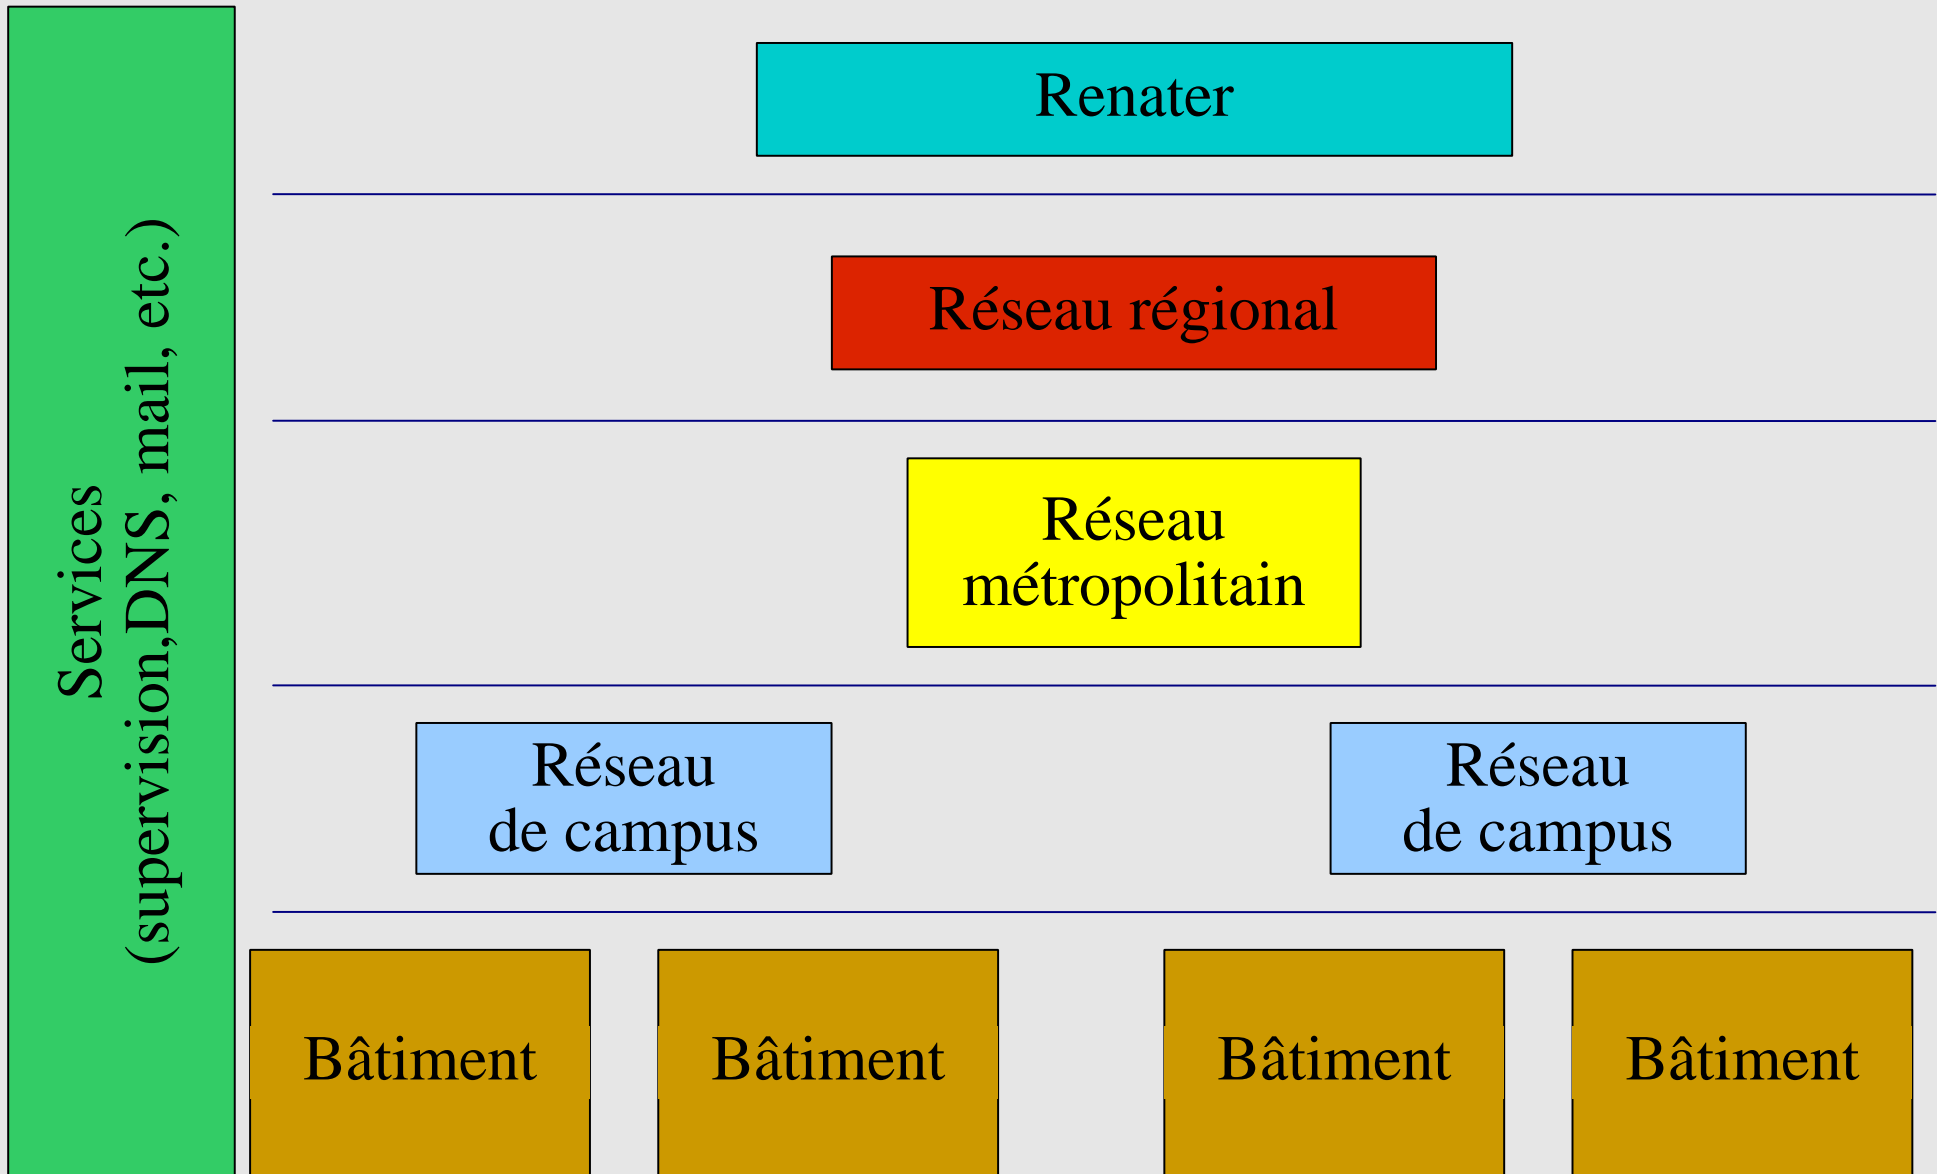 Services
(supervision,DNS, mail, etc.)
Renater
Réseau régional
Réseau
métropolitain
Réseau
de campus
Réseau
de campus
Bâtiment
Bâtiment
Bâtiment
Bâtiment